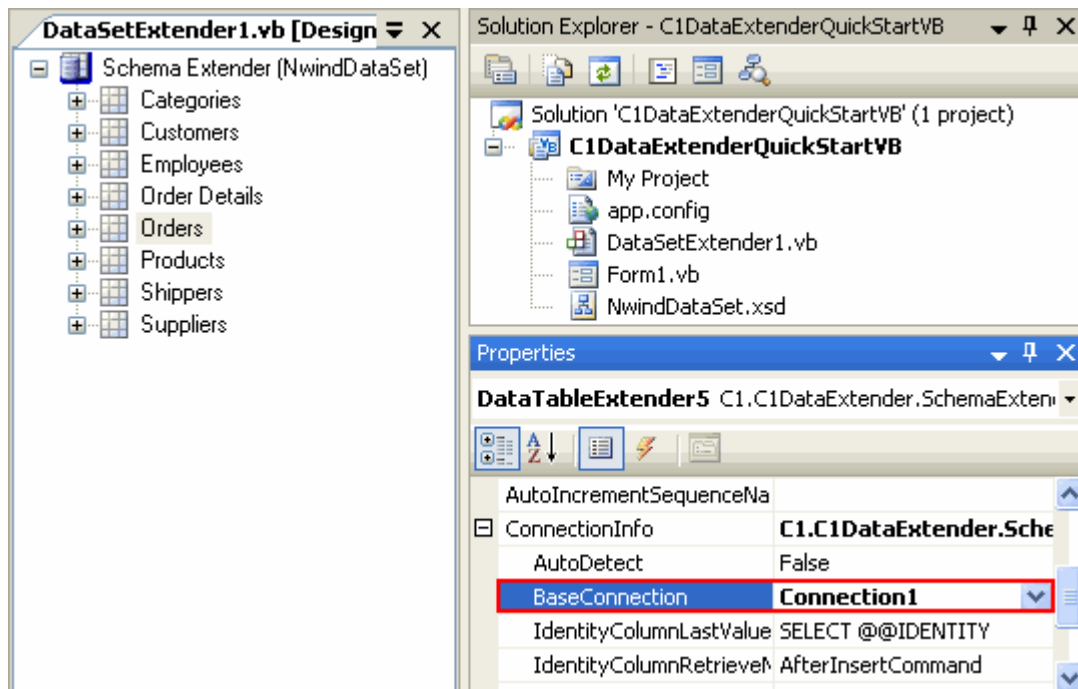 DataSetExtender1.vb [Design
Schema Extender (NwindDataSet)
Categories
Customers
Employees
Order Details
Orders
Products
Shippers
Suppliers
Solution Explorer - C1DataExtenderQuickStartVB
Solution 'C1DataExtenderQuickStartVB' (1 project)
C1DataExtenderQuickStartVB
My Project
app.config
DataSetExtender1.vb
Form1.vb
NwindDataSet.xsd
Properties
DataTableExtender5 C1.C1DataExtender.SchemaExten
AutoIncrementSequenceNa
ConnectionInfo C1.C1DataExtender.Sche
AutoDetect False
BaseConnection Connection1
IdentityColumnLastValue SELECT @@IDENTITY
IdentityColumnRetrieveM AfterInsertCommand